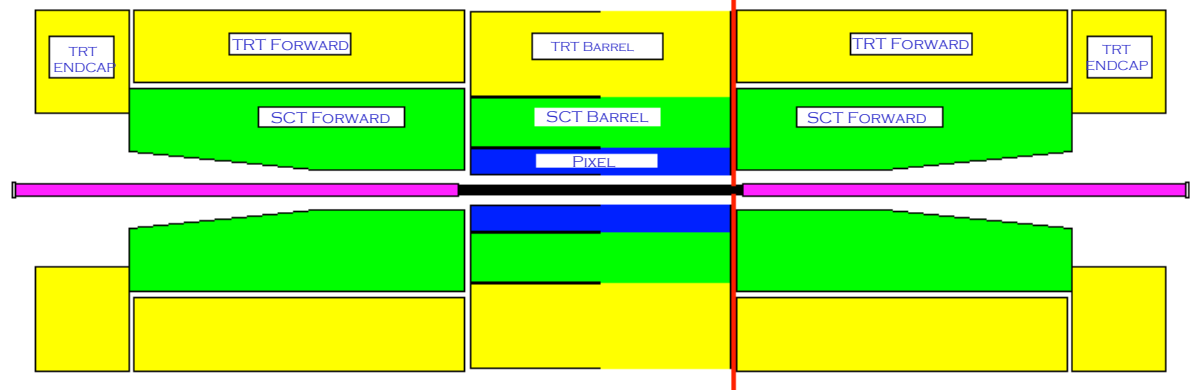 TRT Forward
TRT Barrel
TRT Forward
TRT
endcap
TRT
endcap
SCT Forward
SCT Barrel
SCT Forward
Pixel